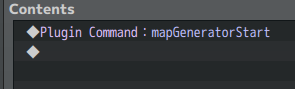 Contents
◆Plugin Command：mapGeneratorStart
◆